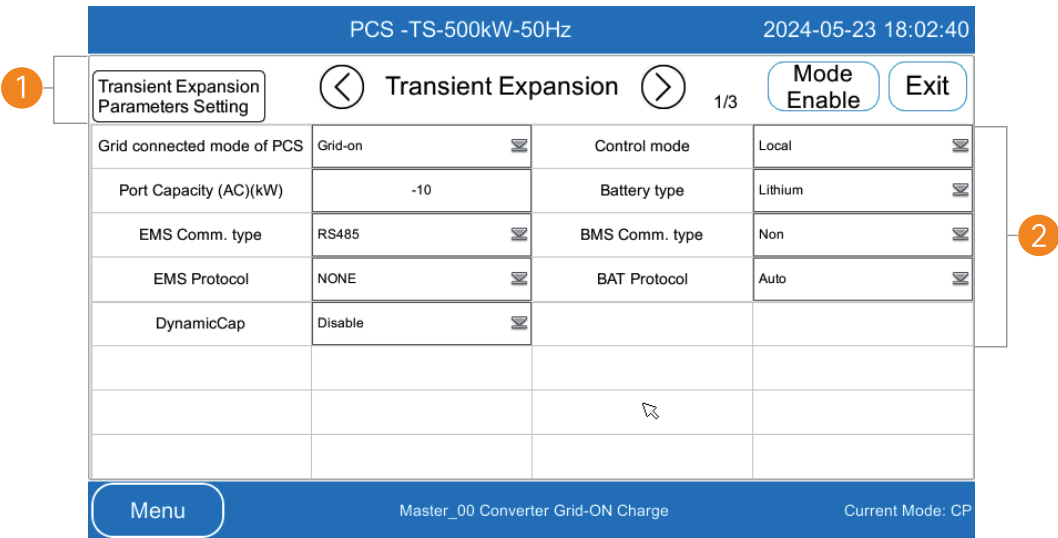 PCS -TS-500kW-50Hz 2024-05-23 18:02:40
1
Transient Expansion
Parameters Setting
Transient Expansion
1/3
Mode
Enable
Exit
Grid connected mode of PCS Grid-on Control mode Local
Port Capacity (AC)(kW) -10 Battery type Lithium
EMS Comm. type RS485 BMS Comm. type Non
2
EMS Protocol NONE BAT Protocol Auto
DynamicCap Disable
Menu Master_00 Converter Grid-ON Charge Current Mode: CP